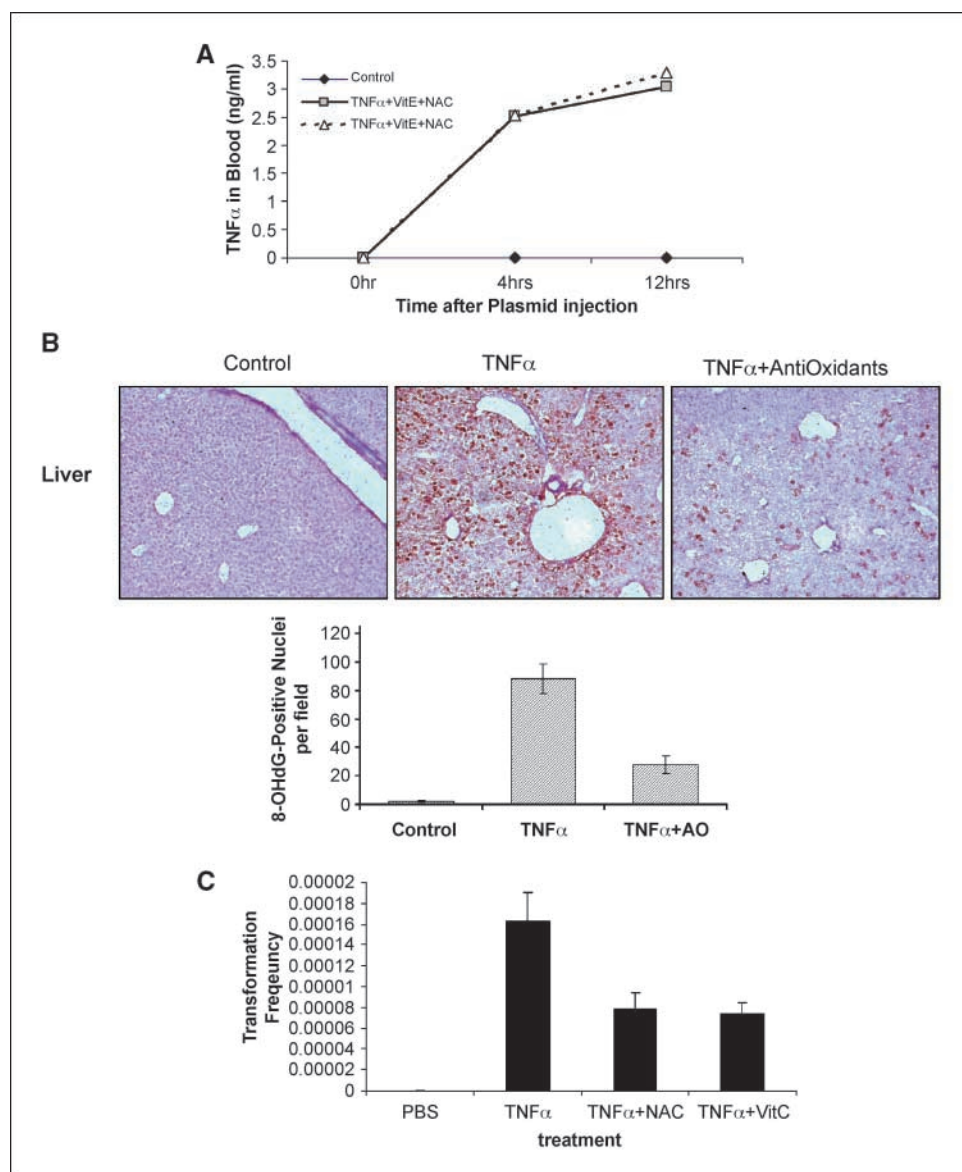 A
3.5
3
2.5
2
1.5
1
0.5
0
TNFα in Blood (ng/ml)
Control
TNFα+VitE+NAC
TNFα+VitE+NAC
0hr 4hrs 12hrs
Time after Plasmid injection
B
Control TNFα TNFα+AntiOxidants
Liver
8-OHdG-Positive Nuclei
per field
120
100
80
60
40
20
0
Control TNFα TNFα+AO
C
Transformation
Freqeuncy
0.00002
0.00018
0.00016
0.00014
0.00012
0.00001
0.00008
0.00006
0.00004
0.00002
0
PBS TNFα TNFα+NAC TNFα+VitC
treatment